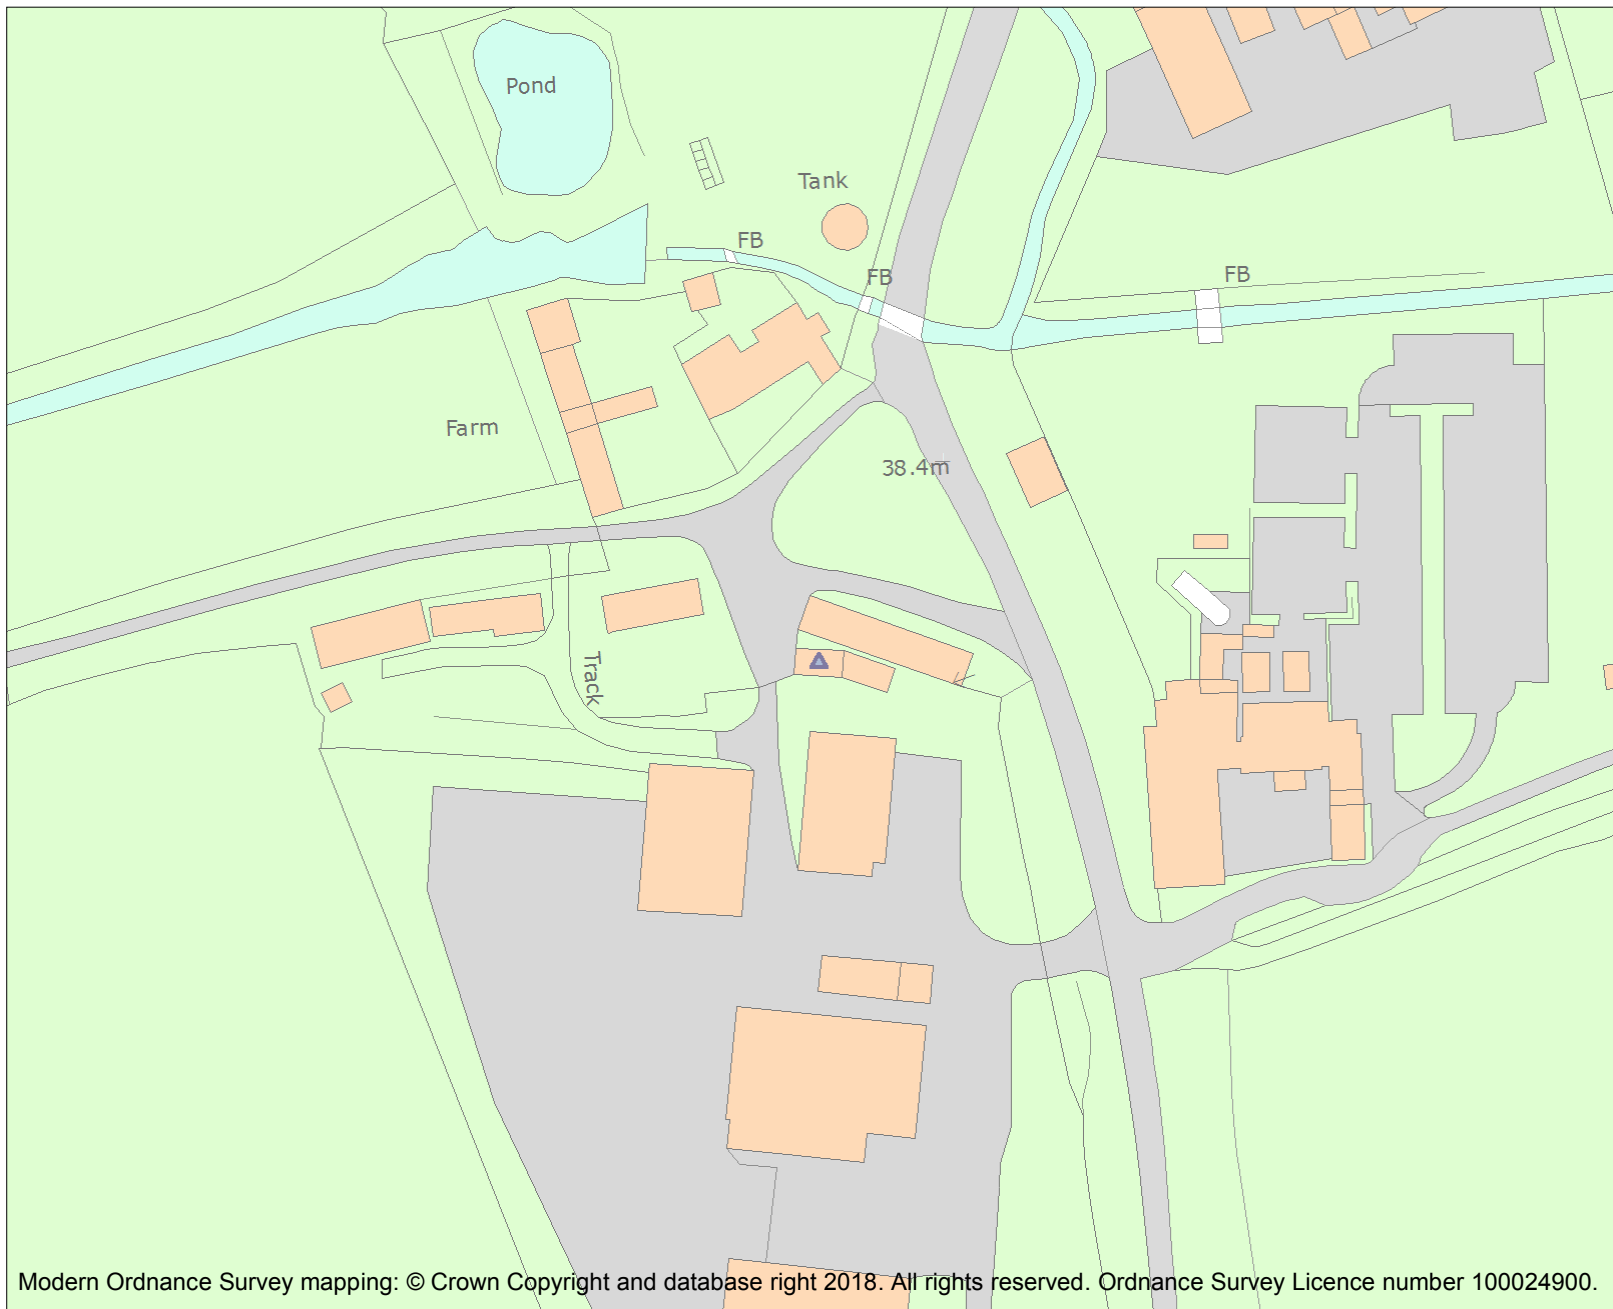 Pond
Tank
FB
FB
FB
Farm
38.4m
Track
Modern Ordnance Survey mapping: © Crown Copyright and database right 2018. All rights reserved. Ordnance Survey Licence number 100024900.